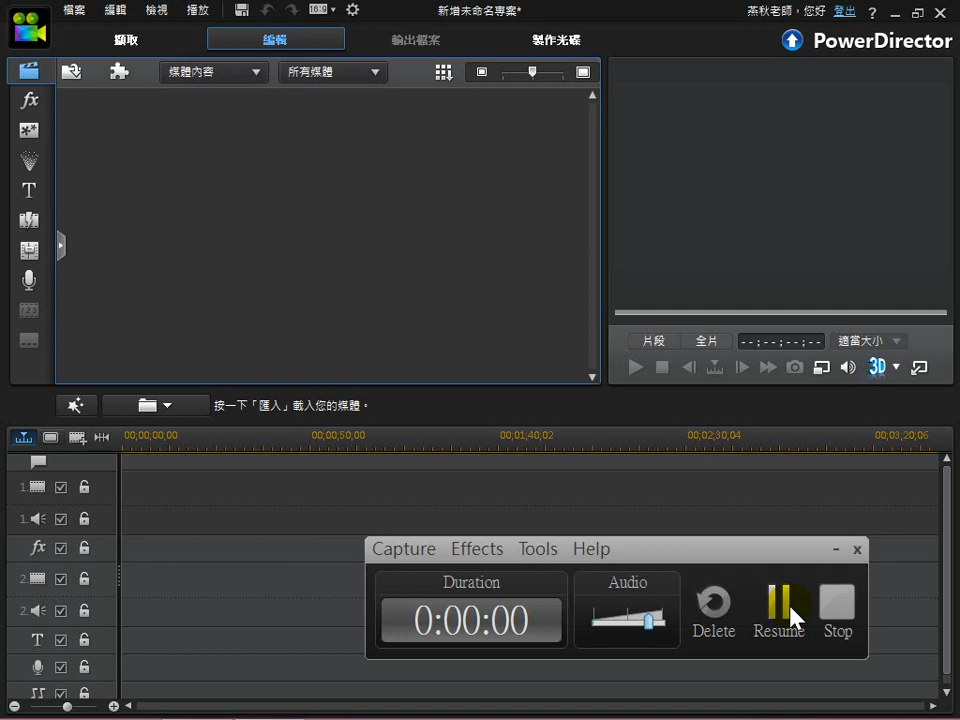 檔案 編輯 檢視 播放 16:9 新增未命名專案* 燕秋老師，您好 登出 ?
擷取 編輯 輸出檔案 製作光碟 PowerDirector
媒體內容 所有媒體
fx
T
片段 全片 --;--;--;-- 適當大小
3D
按一下「匯入」載入您的媒體。
00;00;00;00 00;00;50;00 00;01;40;02 00;02;30;04 00;03;20;06
1.
1.
fx
2.
2.
T
Capture Effects Tools Help
Duration Audio
0:00:00
Delete Resume Stop